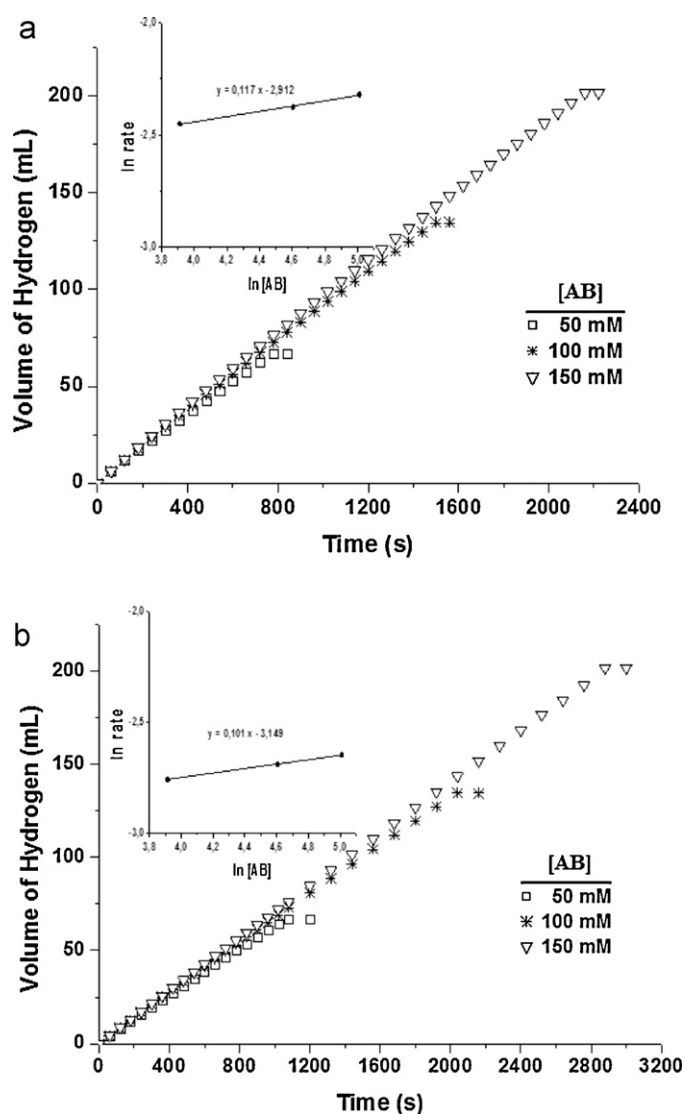 a
-2,0
y = 0,117 x - 2,912
-2,5
ln rate
-3,0
3,8 4,0 4,2 4,4 4,6 4,8 5,0
ln [AB]
200
150
100
50
0
Volume of Hydrogen (mL)
[AB]
50 mM
100 mM
150 mM
0 400 800 1200 1600 2000 2400
Time (s)
b
-2,0
y = 0,101 x - 3,149
-2,5
ln rate
-3,0
3,8 4,0 4,2 4,4 4,6 4,8 5,0
ln [AB]
200
150
100
50
0
Volume of Hydrogen (mL)
[AB]
50 mM
100 mM
150 mM
0 400 800 1200 1600 2000 2400 2800 3200
Time (s)